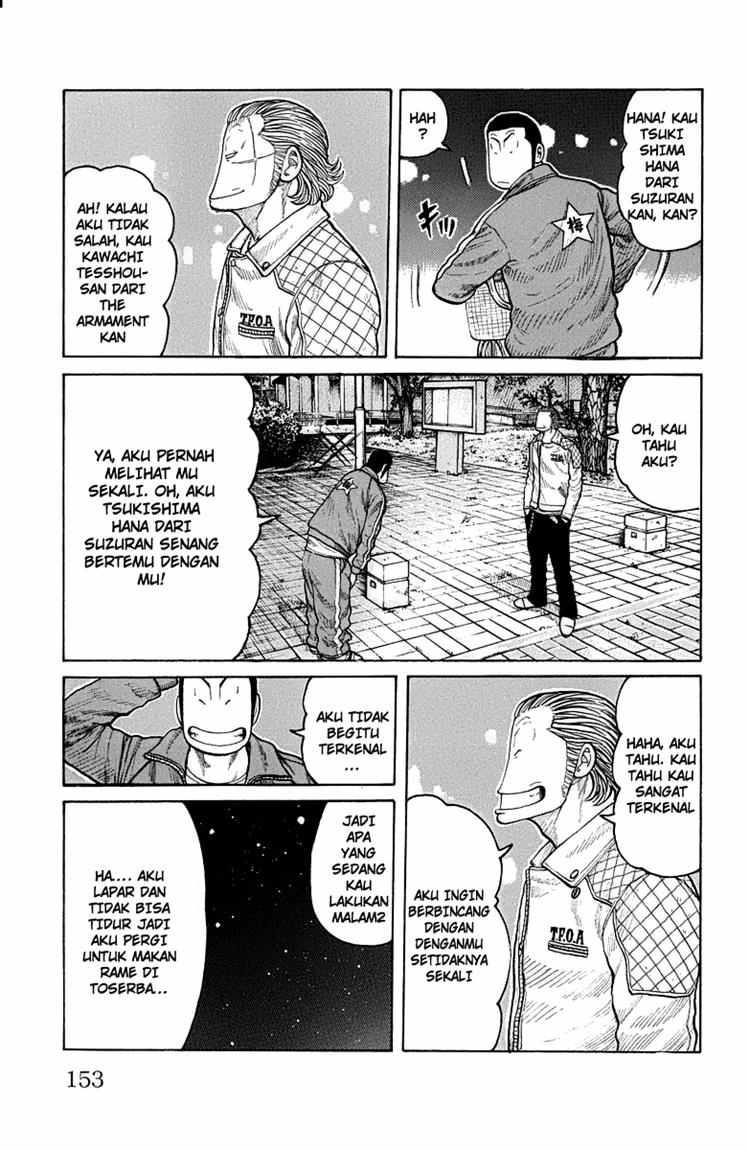 HANA! KAU
TSUKI
SHIMA
HANA
DARI
SUZURAN
KAN, KAN?
HAH
?
キッ
梅
AH! KALAU
AKU TIDAK
SALAH, KAU
KAWACHI
TESSHOU-
SAN DARI
THE
ARMAMENT
KAN
T.F.O.A
OH, KAU
TAHU
AKU?
YA, AKU PERNAH
MELIHAT MU
SEKALI. OH, AKU
TSUKISHIMA
HANA DARI
SUZURAN SENANG
BERTEMU DENGAN
MU!
HAHA, AKU
TAHU. KAU
TAHU KAU
SANGAT
TERKENAL
AKU INGIN
BERBINCANG
DENGAN
DENGANMU
SETIDAKNYA
SEKALI
T.F.O.A
AKU TIDAK
BEGITU
TERKENAL
...
JADI
APA
YANG
SEDANG
KAU
LAKUKAN
MALAM2
HA.... AKU
LAPAR DAN
TIDAK BISA
TIDUR JADI
AKU PERGI
UNTUK MAKAN
RAME DI
TOSERBA...
153